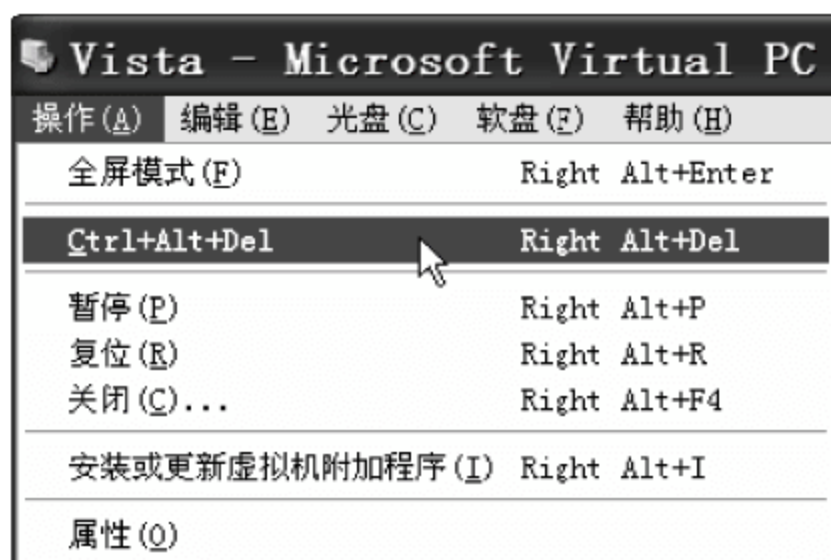 Vista - Microsoft Virtual PC
操作(A) 编辑(E) 光盘(C) 软盘(F) 帮助(H)
全屏模式(F) Right Alt+Enter
Ctrl+Alt+Del Right Alt+Del
暂停(P) Right Alt+P
复位(R) Right Alt+R
关闭(C)... Right Alt+F4
安装或更新虚拟机附加程序(I) Right Alt+I
属性(O)